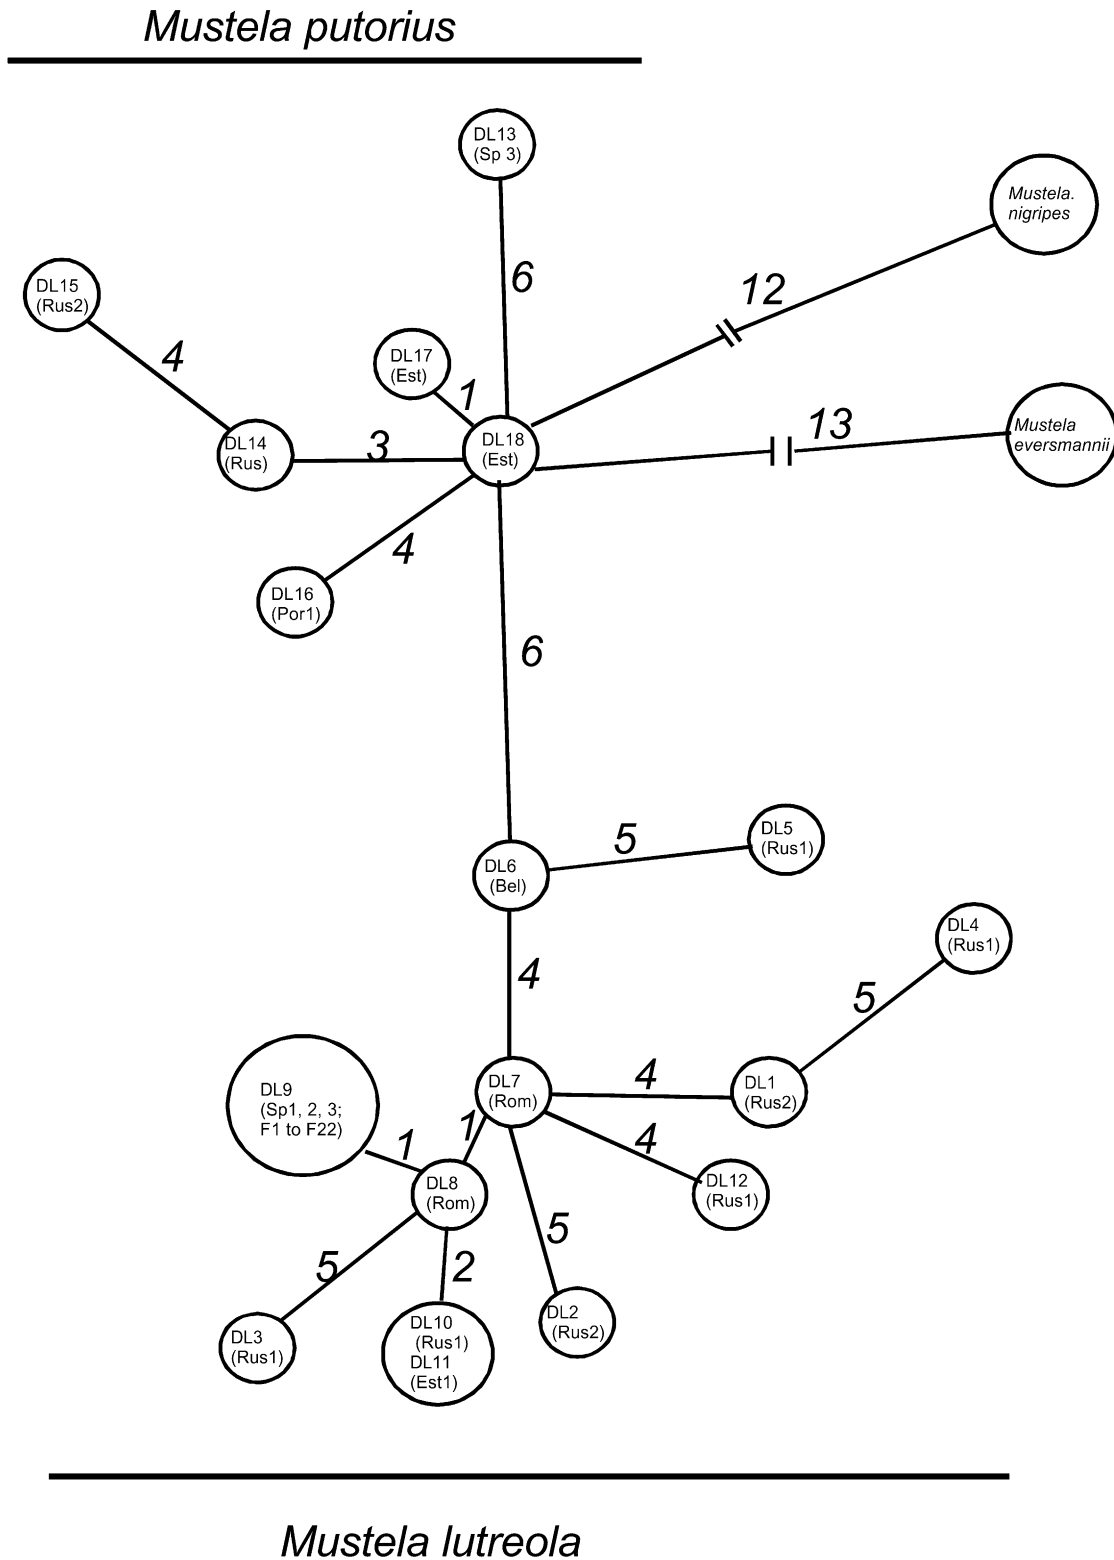 Mustela putorius
DL13
(Sp 3)
Mustela.
nigripes
6
12
DL15
(Rus2)
4
DL17
(Est)
1
13
Mustela
eversmannii
DL14
(Rus)
3
DL18
(Est)
4
DL16
(Por1)
6
5
DL5
(Rus1)
DL6
(Bel)
DL4
(Rus1)
4
5
DL9
(Sp1, 2, 3;
F1 to F22)
DL7
(Rom)
4
DL1
(Rus2)
1
1
4
DL8
(Rom)
DL12
(Rus1)
5
5
2
DL3
(Rus1)
DL10
(Rus1)
DL11
(Est1)
DL2
(Rus2)
Mustela lutreola